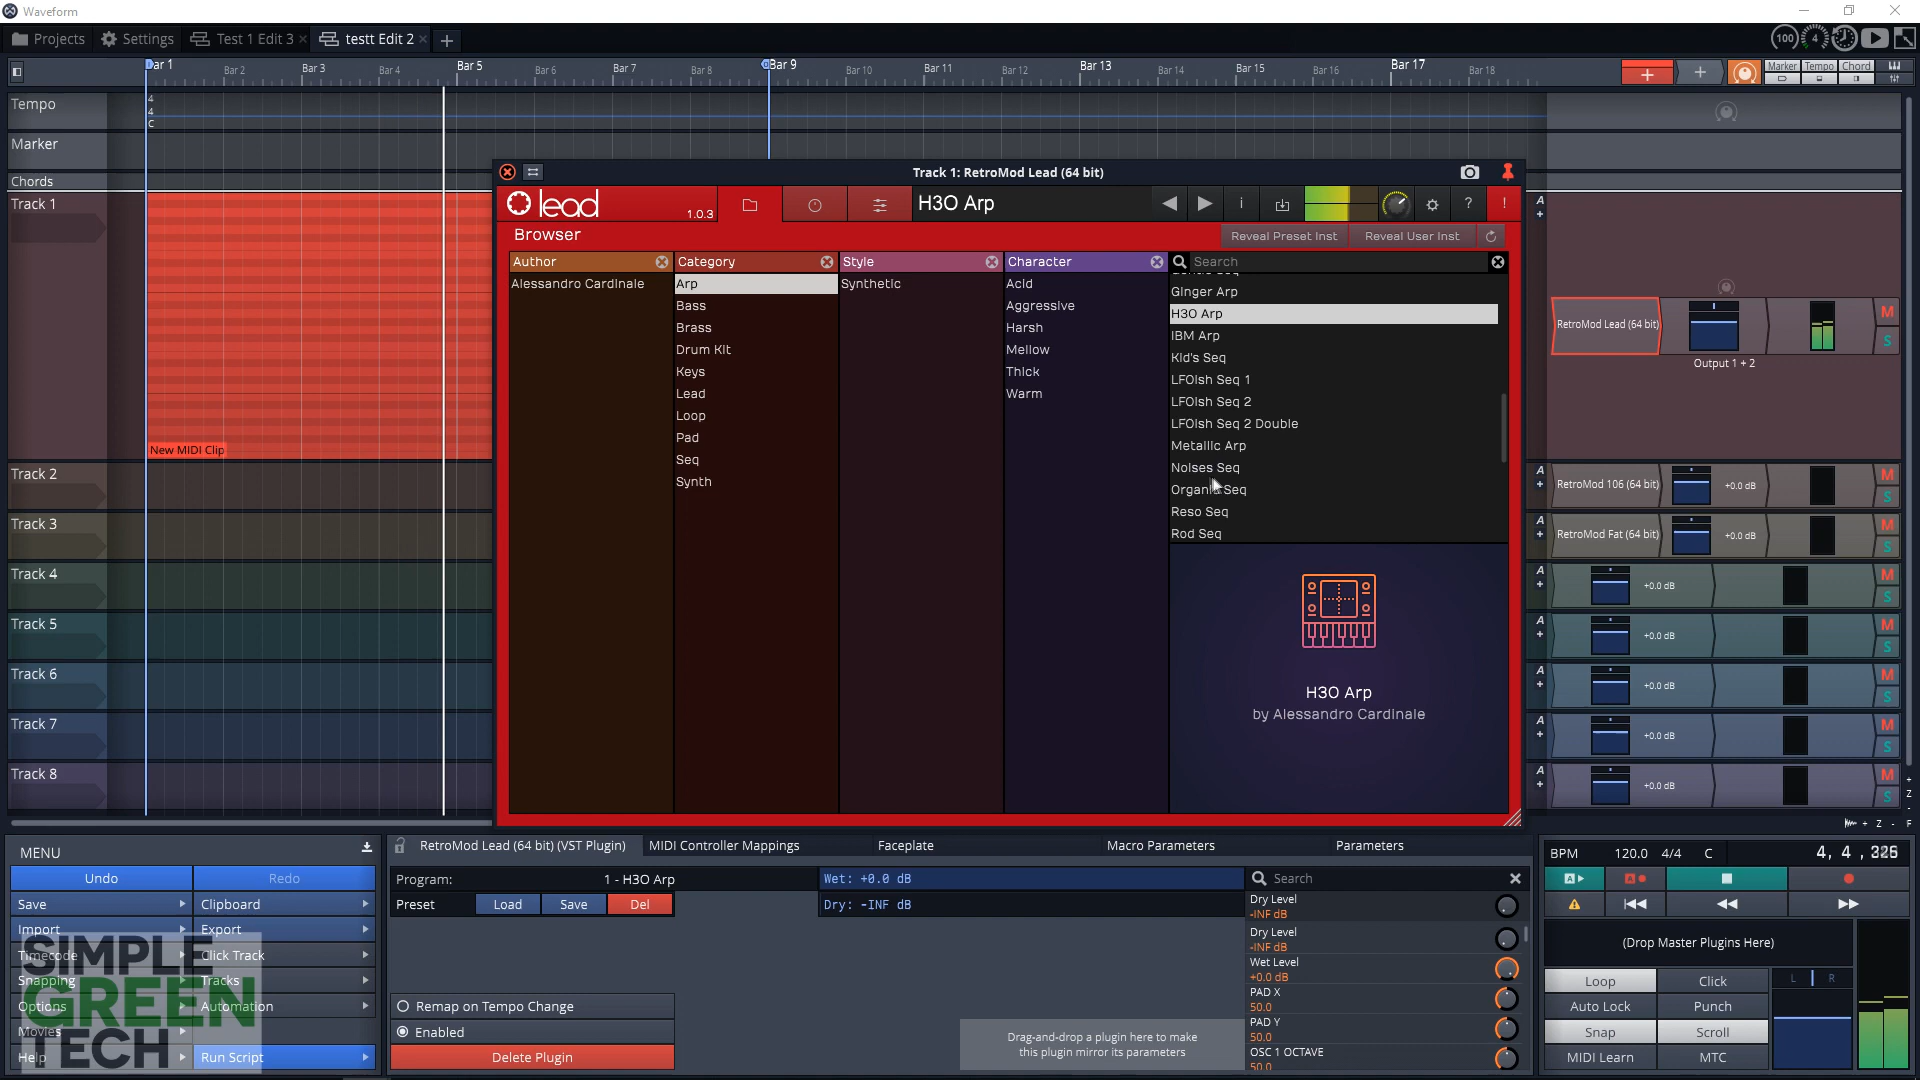 Waveform
Projects
Settings
Test 1 Edit 3
testt Edit 2
100
4
Bar 1
Bar 2
Bar 3
Bar 4
Bar 5
Bar 6
Bar 7
Bar 8
Bar 9
Bar 10
Bar 11
Bar 12
Bar 13
Bar 14
Bar 15
Bar 16
Bar 17
Bar 18
Marker
Tempo
Chord
Tempo
4
4
C
Marker
Chords
Track 1
New MIDI Clip
Track 2
Track 3
Track 4
Track 5
Track 6
Track 7
Track 8
Track 1: RetroMod Lead (64 bit)
lead
1.0.3
H3O Arp
i
?
!
Browser
Reveal Preset Inst
Reveal User Inst
Author
Category
Style
Character
Search
Alessandro Cardinale
Arp
Bass
Brass
Drum Kit
Keys
Lead
Loop
Pad
Seq
Synth
Synthetic
Acid
Aggressive
Harsh
Mellow
Thick
Warm
Ginger Arp
H3O Arp
IBM Arp
Kid's Seq
LFOish Seq 1
LFOish Seq 2
LFOish Seq 2 Double
Metallic Arp
Noises Seq
Organic Seq
Reso Seq
Rod Seq
H3O Arp
by Alessandro Cardinale
A
RetroMod Lead (64 bit)
M
S
Output 1 + 2
A
RetroMod 106 (64 bit)
+0.0 dB
M
S
A
RetroMod Fat (64 bit)
+0.0 dB
M
S
A
+0.0 dB
M
S
A
+0.0 dB
M
S
A
+0.0 dB
M
S
A
+0.0 dB
M
S
A
+0.0 dB
M
S
Z
+ Z - F
MENU
Undo
Redo
Save
Clipboard
Import
Export
Timecode
Click Track
Snapping
Tracks
Options
Automation
Movies
Help
Run Script
SIMPLE
GREEN
TECH
RetroMod Lead (64 bit) (VST Plugin)
MIDI Controller Mappings
Faceplate
Macro Parameters
Parameters
Program:
1 - H3O Arp
Preset
Load
Save
Del
Wet: +0.0 dB
Dry: -INF dB
Remap on Tempo Change
Enabled
Delete Plugin
Drag-and-drop a plugin here to make
this plugin mirror its parameters
Search
Dry Level
-INF dB
Dry Level
-INF dB
Wet Level
+0.0 dB
PAD X
50.0
PAD Y
50.0
OSC 1 OCTAVE
50.0
BPM
120.0
4/4
C
(Drop Master Plugins Here)
Loop
Click
Auto Lock
Punch
Snap
Scroll
MIDI Learn
MTC
L
R